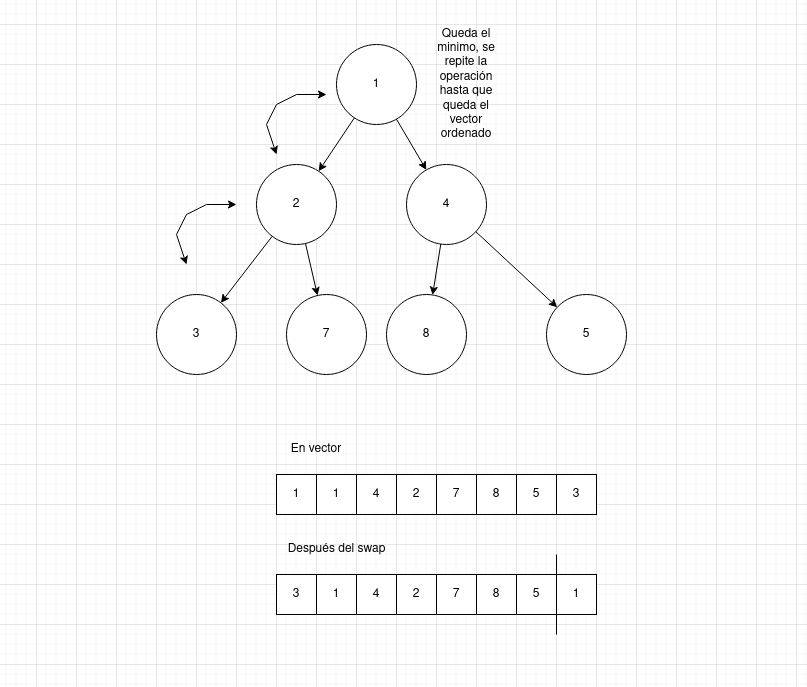 Queda el
minimo, se
repite la
operación
hasta que
queda el
vector
ordenado
1
2
4
3
7
8
5
En vector
1 1 4 2 7 8 5 3
Después del swap
3 1 4 2 7 8 5 1